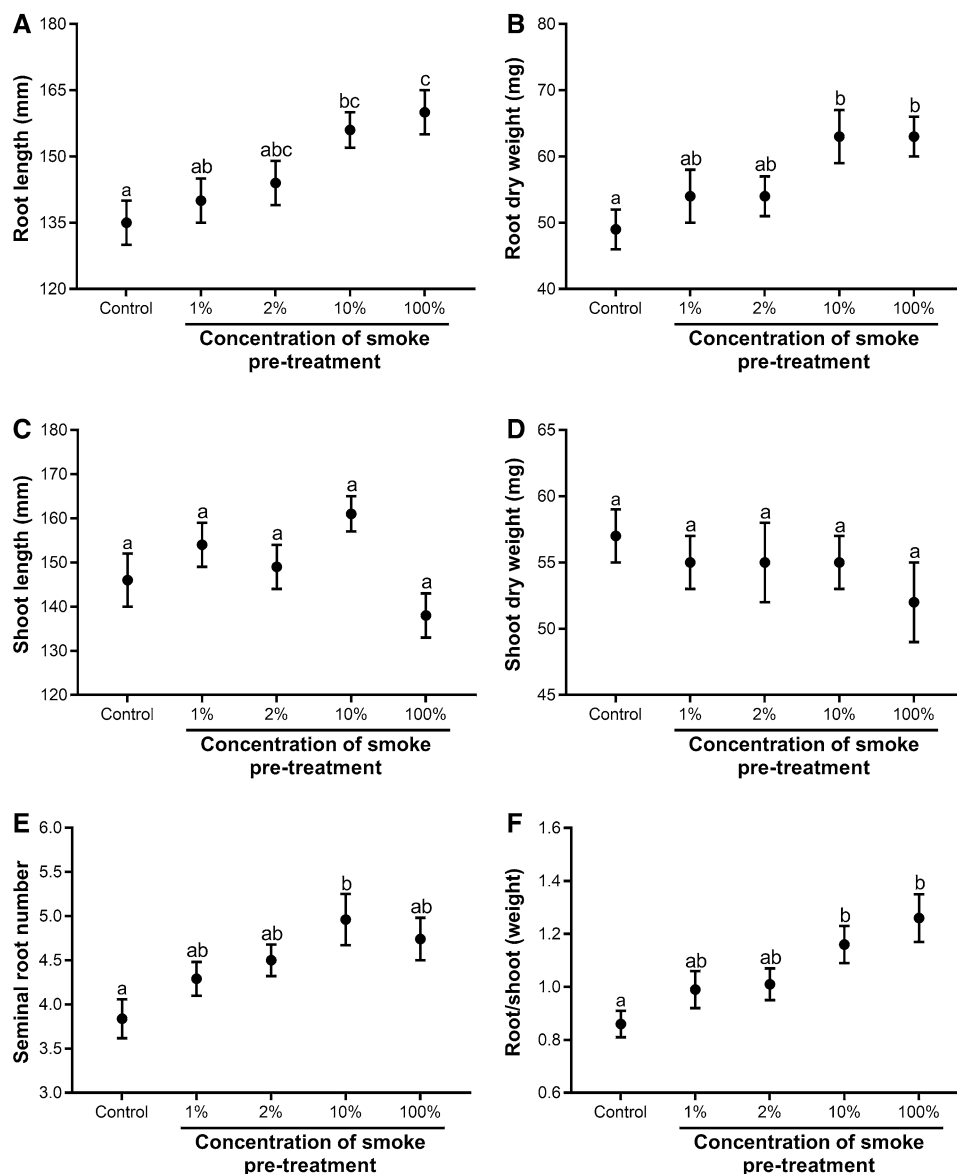 A
Root length (mm)
180
165
150
135
120
a
ab
abc
bc
c
Control
1%
2%
10%
100%
Concentration of smoke
pre-treatment
B
Root dry weight (mg)
80
70
60
50
40
a
ab
ab
b
b
Control
1%
2%
10%
100%
Concentration of smoke
pre-treatment
C
Shoot length (mm)
180
170
160
150
140
130
120
a
a
a
a
a
Control
1%
2%
10%
100%
Concentration of smoke
pre-treatment
D
Shoot dry weight (mg)
65
60
55
50
45
a
a
a
a
a
Control
1%
2%
10%
100%
Concentration of smoke
pre-treatment
E
Seminal root number
6.0
5.5
5.0
4.5
4.0
3.5
3.0
a
ab
ab
b
ab
Control
1%
2%
10%
100%
Concentration of smoke
pre-treatment
F
Root/shoot (weight)
1.6
1.4
1.2
1.0
0.8
0.6
a
ab
ab
b
b
Control
1%
2%
10%
100%
Concentration of smoke
pre-treatment